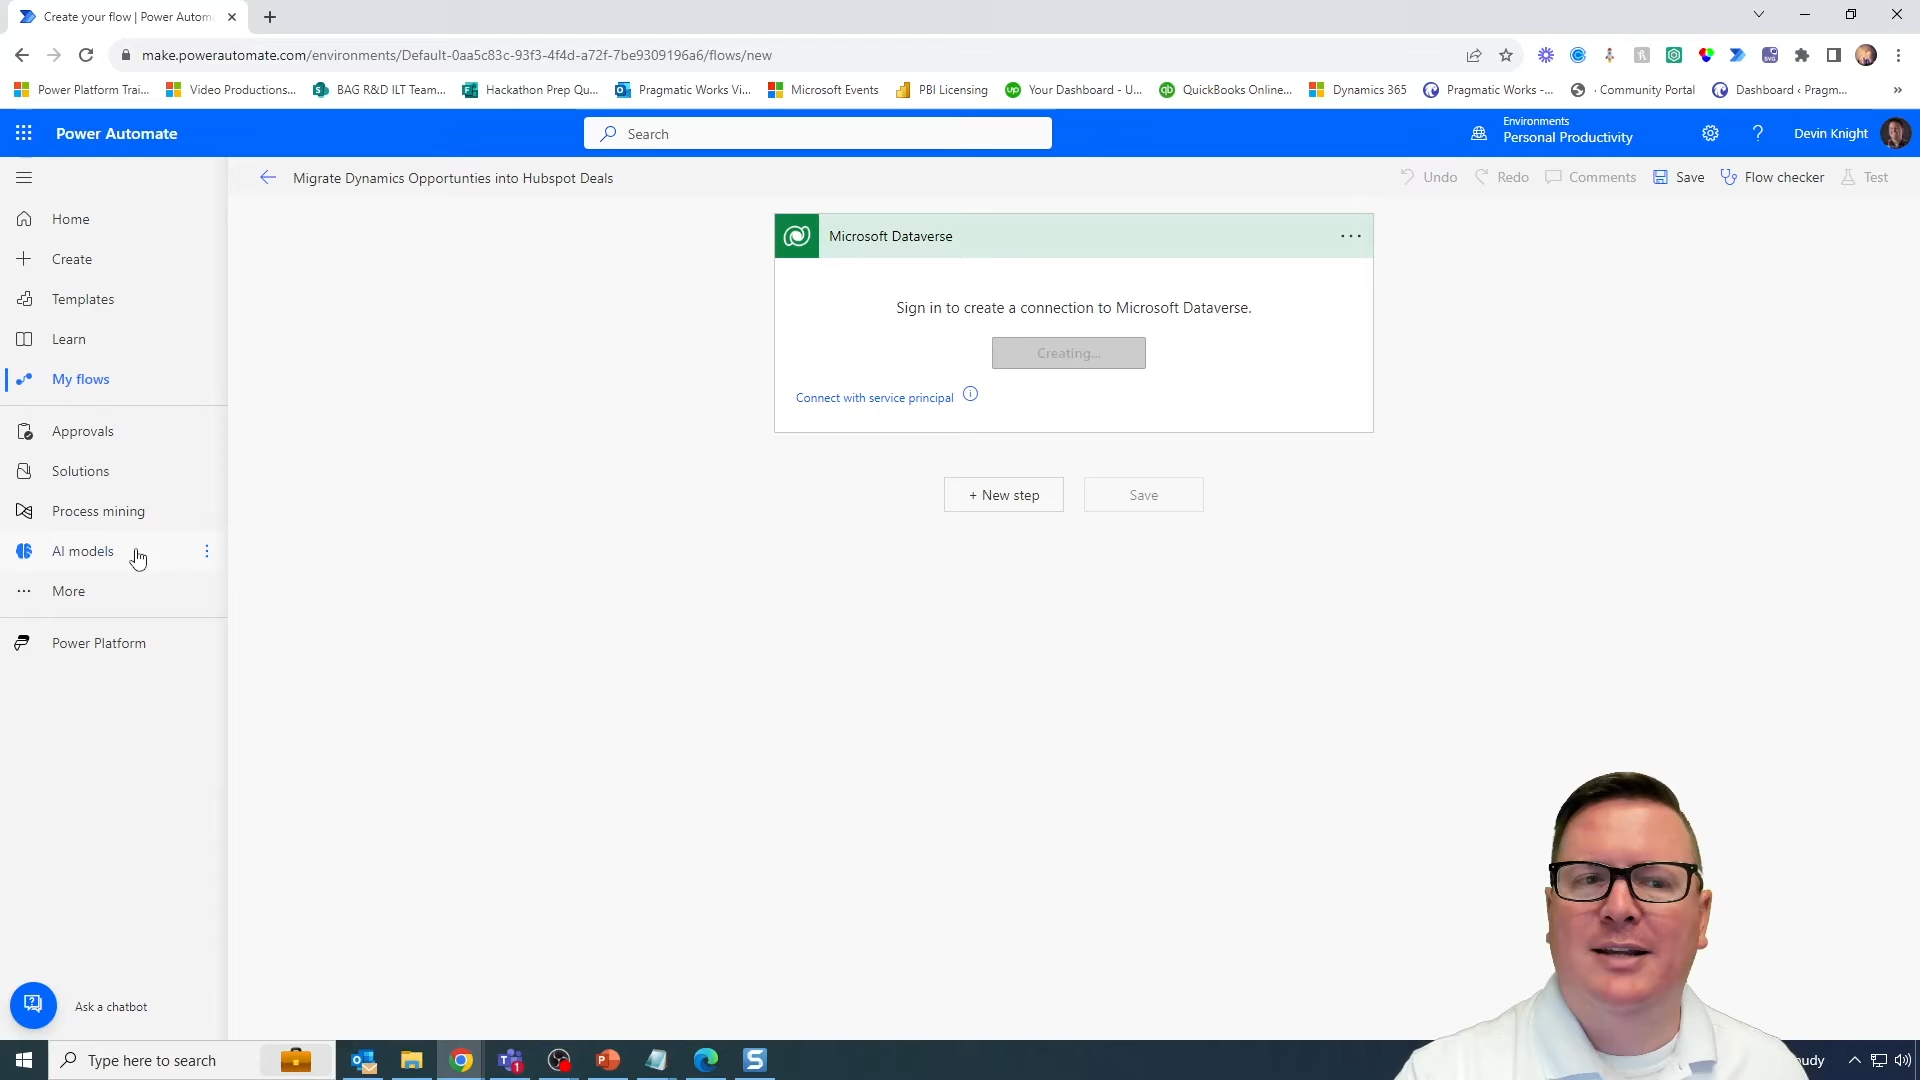 Create your flow | Power Autom
make.powerautomate.com/environments/Default-0aa5c83c-93f3-4f4d-a72f-7be9309196a6/flows/new
Power Platform Trai... Video Productions... BAG R&D ILT Team... Hackathon Prep Qu... Pragmatic Works Vi... Microsoft Events PBI Licensing Your Dashboard - U... QuickBooks Online... Dynamics 365 Pragmatic Works -... · Community Portal Dashboard ‹ Pragm... »
Power Automate
Search
Environments
Personal Productivity
Devin Knight
Migrate Dynamics Opportunties into Hubspot Deals
Undo Redo Comments Save Flow checker Test
Home
Create
Templates
Learn
My flows
Approvals
Solutions
Process mining
AI models
More
Power Platform
Microsoft Dataverse
Sign in to create a connection to Microsoft Dataverse.
Creating...
Connect with service principal
+ New step
Save
Ask a chatbot
Type here to search